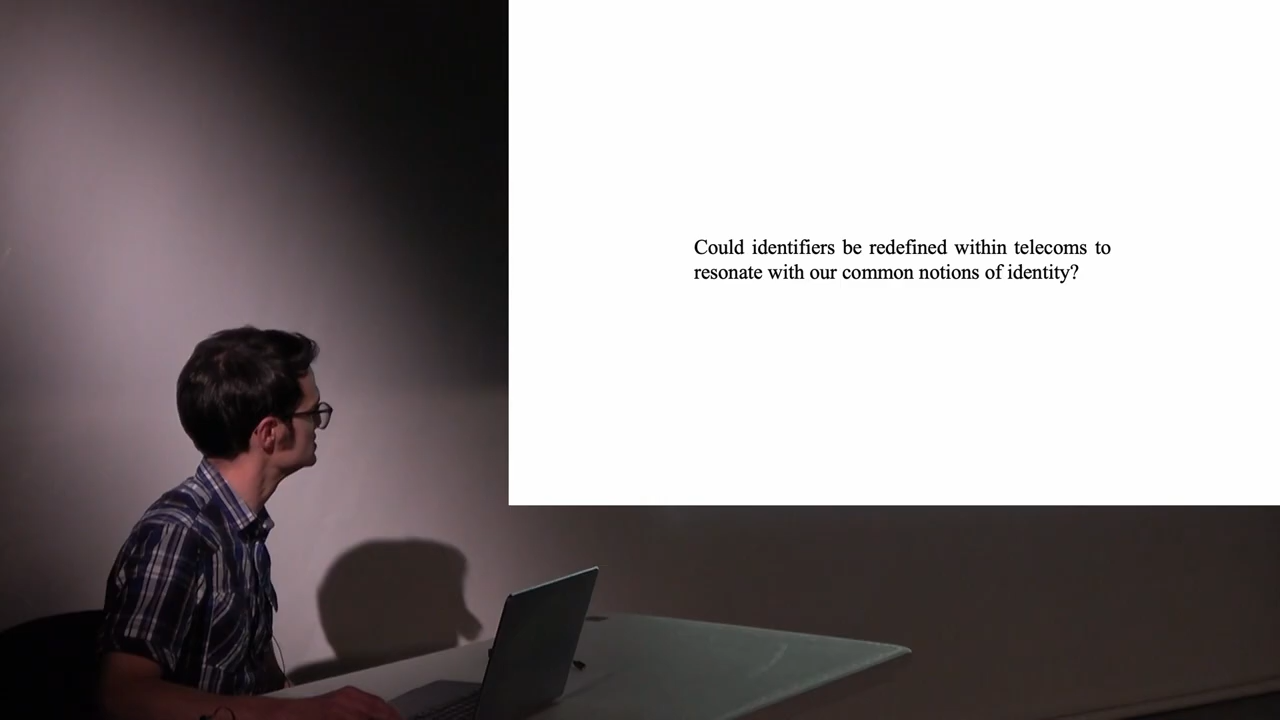 Could identifiers be redefined within telecoms to
resonate with our common notions of identity?